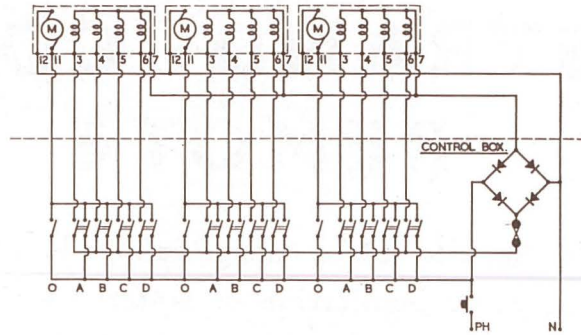 M M M
12 11 3 4 5 6 7 12 11 3 4 5 6 7 12 11 3 4 5 6 7
CONTROL BOX.
O A B C D O A B C D O A B C D
PH N